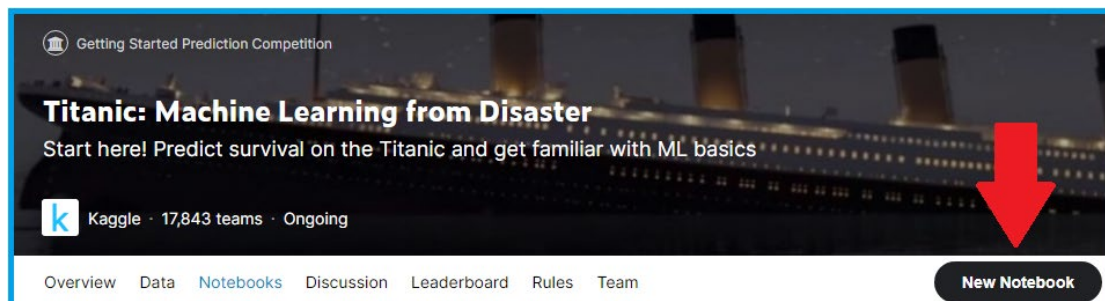 Getting Started Prediction Competition
Titanic: Machine Learning from Disaster
Start here! Predict survival on the Titanic and get familiar with ML basics
k Kaggle · 17,843 teams · Ongoing
Overview Data Notebooks Discussion Leaderboard Rules Team New Notebook